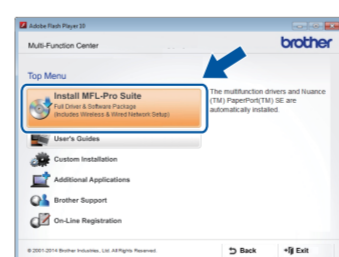 Adobe Flash Player 10
Multi-Function Center
brother
Top Menu
Install MFL-Pro Suite
Full Driver & Software Package
(Includes Wireless & Wired Network Setup)
The multifunction drivers and Nuance
(TM) PaperPort(TM) SE are
automatically installed.
User's Guides
Custom Installation
Additional Applications
Brother Support
On-Line Registration
© 2001-2014 Brother Industries, Ltd. All Rights Reserved.
Back
Exit